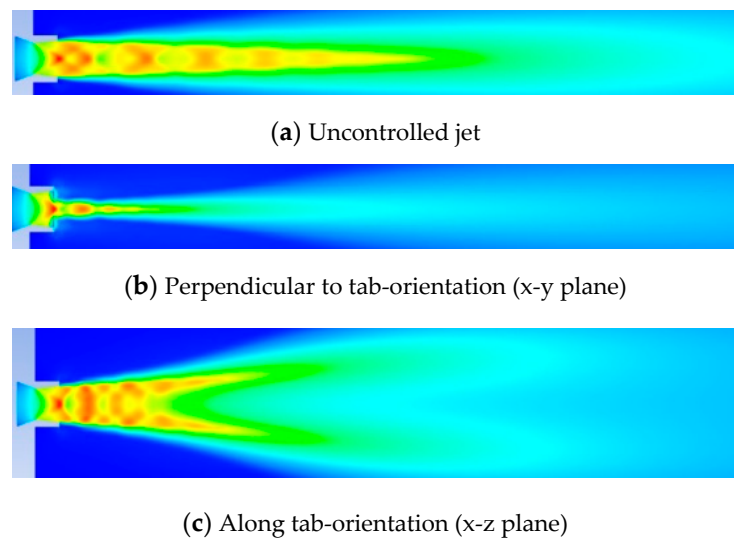 (a) Uncontrolled jet
(b) Perpendicular to tab-orientation (x-y plane)
(c) Along tab-orientation (x-z plane)